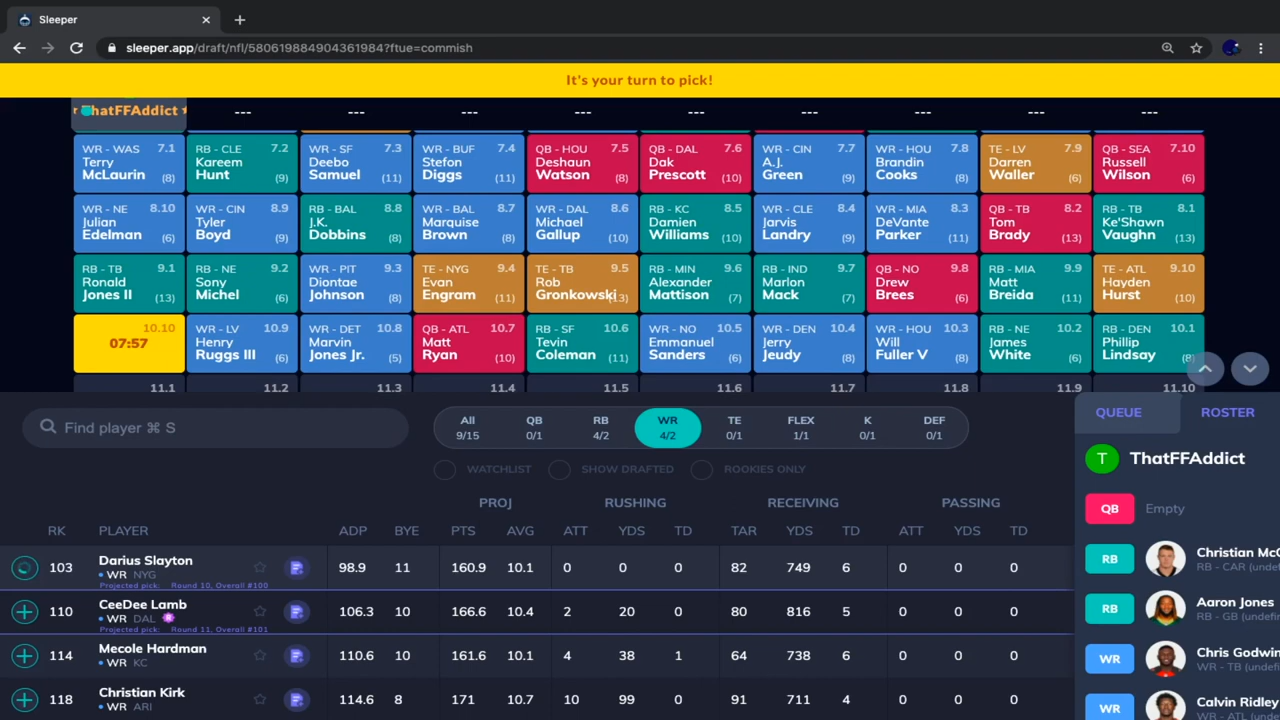 Sleeper
sleeper.app/draft/nfl/580619884904361984?ftue=commish
It's your turn to pick!
ThatFFAddict --- --- --- --- --- --- --- --- ---
WR - WAS 7.1 RB - CLE 7.2 WR - SF 7.3 WR - BUF 7.4 QB - HOU 7.5 QB - DAL 7.6 WR - CIN 7.7 WR - HOU 7.8 TE - LV 7.9 QB - SEA 7.10
Terry Kareem Deebo Stefon Deshaun Dak A.J. Brandin Darren Russell
McLaurin (8) Hunt (9) Samuel (11) Diggs (11) Watson (8) Prescott (10) Green (9) Cooks (8) Waller (6) Wilson (6)
WR - NE 8.10 WR - CIN 8.9 RB - BAL 8.8 WR - BAL 8.7 WR - DAL 8.6 RB - KC 8.5 WR - CLE 8.4 WR - MIA 8.3 QB - TB 8.2 RB - TB 8.1
Julian Tyler J.K. Marquise Michael Damien Jarvis DeVante Tom Ke'Shawn
Edelman (6) Boyd (9) Dobbins (8) Brown (8) Gallup (10) Williams (10) Landry (9) Parker (11) Brady (13) Vaughn (13)
RB - TB 9.1 RB - NE 9.2 WR - PIT 9.3 TE - NYG 9.4 TE - TB 9.5 RB - MIN 9.6 RB - IND 9.7 QB - NO 9.8 RB - MIA 9.9 TE - ATL 9.10
Ronald Sony Diontae Evan Rob Alexander Marlon Drew Matt Hayden
Jones II (13) Michel (6) Johnson (8) Engram (11) Gronkowski Mattison (7) Mack (7) Brees (6) Breida (11) Hurst (10)
10.10 WR - LV 10.9 WR - DET 10.8 QB - ATL 10.7 RB - SF 10.6 WR - NO 10.5 WR - DEN 10.4 WR - HOU 10.3 RB - NE 10.2 RB - DEN 10.1
07:57 Henry Marvin Matt Tevin Emmanuel Jerry Will James Phillip
Ruggs III (6) Jones Jr. (5) Ryan (10) Coleman (11) Sanders (6) Jeudy (8) Fuller V (8) White (6) Lindsay (8)
11.1 11.2 11.3 11.4 11.5 11.6 11.7 11.8 11.9 11.10
Find player ⌘ S
All QB RB WR TE FLEX K DEF
9/15 0/1 4/2 4/2 0/1 1/1 0/1 0/1
WATCHLIST SHOW DRAFTED ROOKIES ONLY
QUEUE ROSTER
T ThatFFAddict
PROJ RUSHING RECEIVING PASSING
RK PLAYER ADP BYE PTS AVG ATT YDS TD TAR YDS TD ATT YDS TD
103 Darius Slayton 98.9 11 160.9 10.1 0 0 0 82 749 6 0 0 0
WR NYG
Projected pick: Round 10, Overall #100
110 CeeDee Lamb 106.3 10 166.6 10.4 2 20 0 80 816 5 0 0 0
WR DAL
Projected pick: Round 11, Overall #101
114 Mecole Hardman 110.6 10 161.6 10.1 4 38 1 64 738 6 0 0 0
WR KC
118 Christian Kirk 114.6 8 171 10.7 10 99 0 91 711 4 0 0 0
WR ARI
QB Empty
RB Christian McC
RB - CAR (undefi
RB Aaron Jones
RB - GB (undefin
WR Chris Godwin
WR - TB (undefi
WR Calvin Ridley
WR - ATL (undef